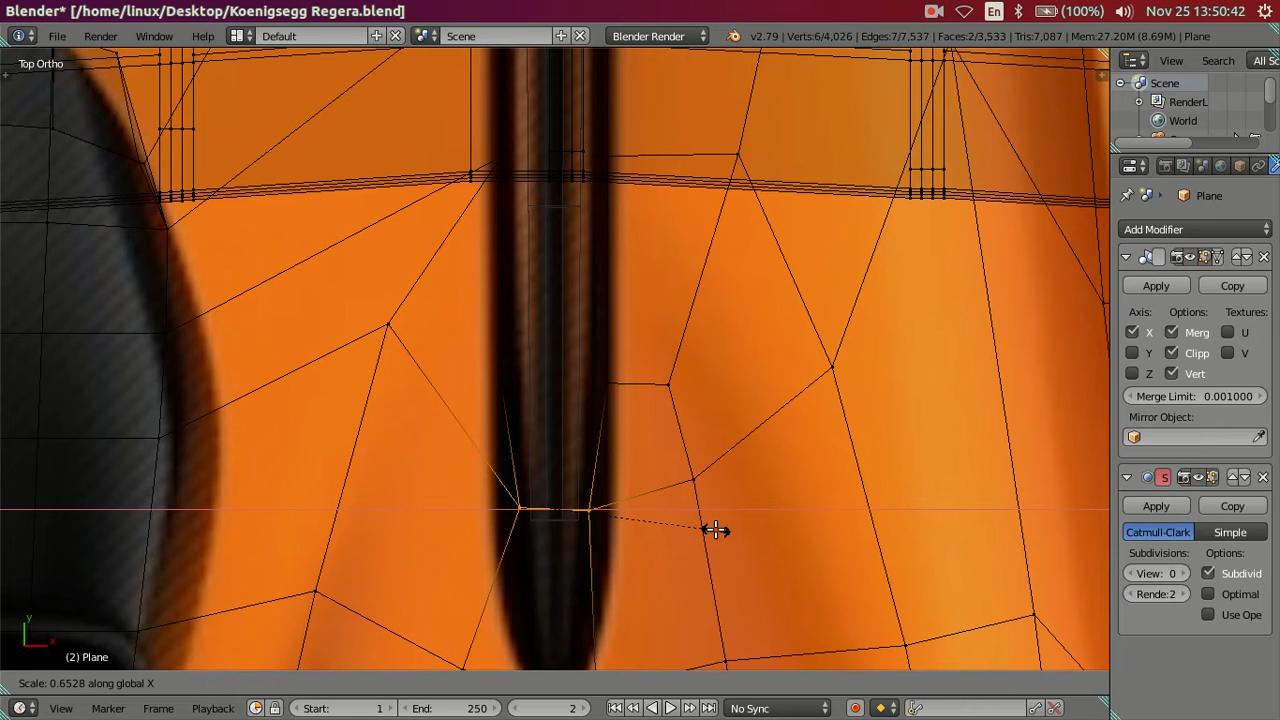 Blender* [/home/linux/Desktop/Koenigsegg Regera.blend]
En (100%) Nov 25 13:50:42
File Render Window Help Default Scene Blender Render v2.79 | Verts:6/4,026 | Edges:7/7,537 | Faces:2/3,533 | Tris:7,087 | Mem:27.20M (8.69M) | Plane
Top Ortho
View Search All Sc
Scene
RenderL
World
Plane
Add Modifier
Apply Copy
Axis: Options: Textures:
X Merg U
Y Clipp V
Z Vert
Merge Limit: 0.001000
Mirror Object:
S
Apply Copy
Catmull-Clark Simple
Subdivisions: Options:
View: 0 Subdivid
Rende:2 Optimal
Use Ope
y
x
(2) Plane
Scale: 0.6528 along global X
View Marker Frame Playback Start: 1 End: 250 2 No Sync